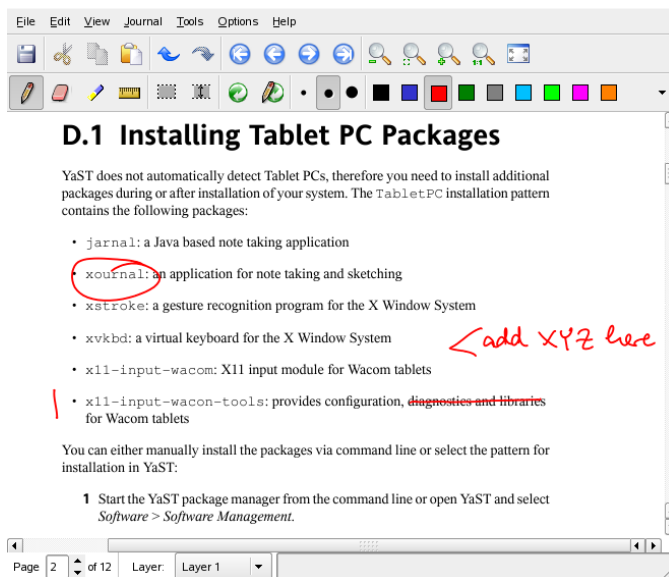 File Edit View Journal Tools Options Help
D.1 Installing Tablet PC Packages
YaST does not automatically detect Tablet PCs, therefore you need to install additional
packages during or after installation of your system. The TabletPC installation pattern
contains the following packages:
• jarnal: a Java based note taking application
• xournal: an application for note taking and sketching
• xstroke: a gesture recognition program for the X Window System
• xvkbd: a virtual keyboard for the X Window System
<add XYZ here
• x11-input-wacom: X11 input module for Wacom tablets
• x11-input-wacon-tools: provides configuration, diagnostics and libraries
for Wacom tablets
You can either manually install the packages via command line or select the pattern for
installation in YaST:
1 Start the YaST package manager from the command line or open YaST and select
Software > Software Management.
Page 2 of 12 Layer: Layer 1